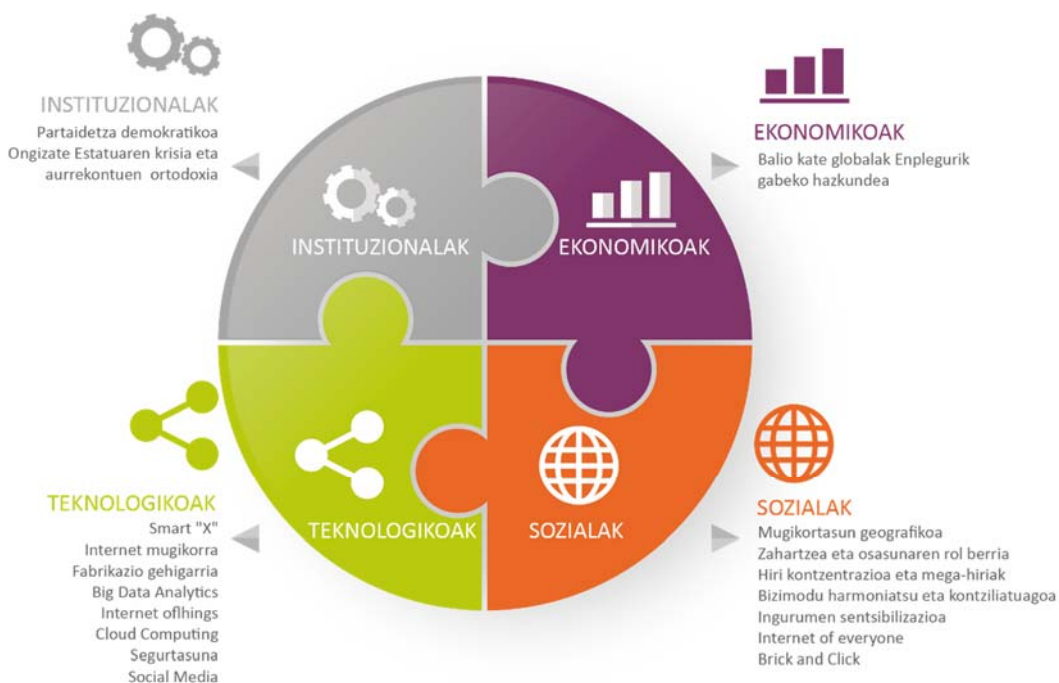 INSTITUZIONALAK
Partaidetza demokratikoa
Ongizate Estatuaren krisia eta
aurrekontuen ortodoxia
EKONOMIKOAK
Balio kate globalak Enplegurik
gabeko hazkundea
INSTITUZIONALAK
EKONOMIKOAK
TEKNOLOGIKOAK
SOZIALAK
TEKNOLOGIKOAK
Smart "X"
Internet mugikorra
Fabrikazio gehigarria
Big Data Analytics
Internet oflhings
Cloud Computing
Segurtasuna
Social Media
SOZIALAK
Mugikortasun geografikoa
Zahartzea eta osasunaren rol berria
Hiri kontzentrazioa eta mega-hiriak
Bizimodu harmoniatsu eta kontziliatuagoa
Ingurumen sentsibilizazioa
Internet of everyone
Brick and Click